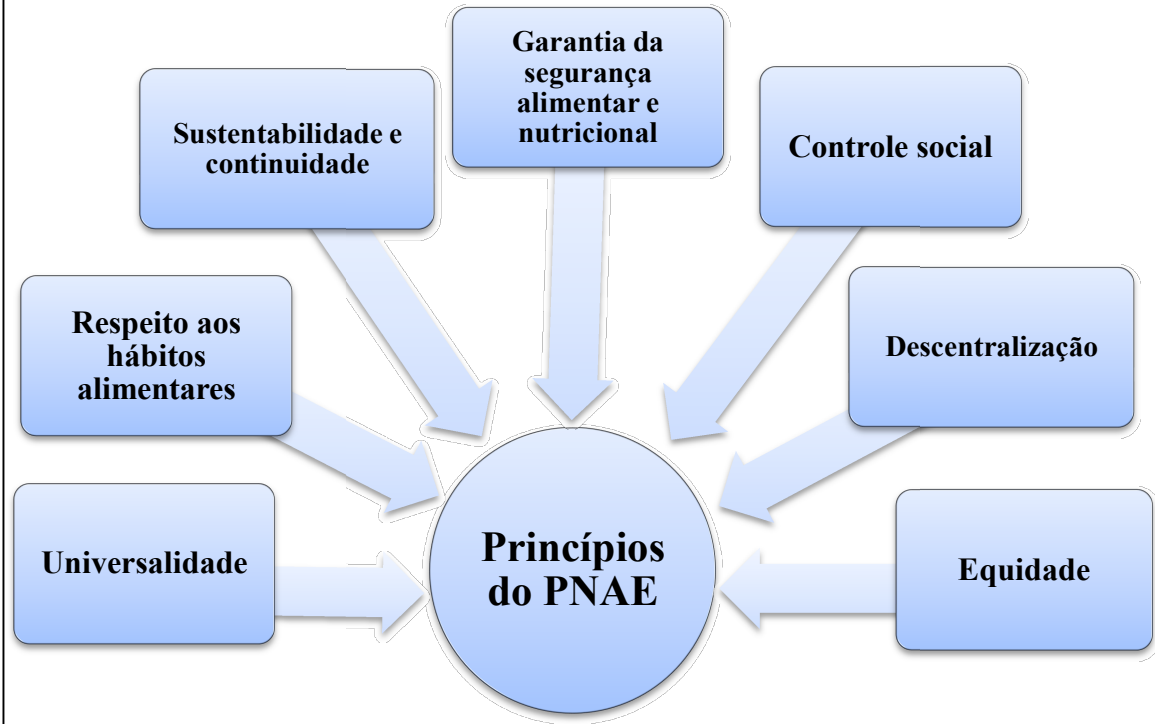 Garantia da
segurança
alimentar e
nutricional
Sustentabilidade e
continuidade
Controle social
Respeito aos
hábitos
alimentares
Descentralização
Universalidade
Princípios
do PNAE
Equidade